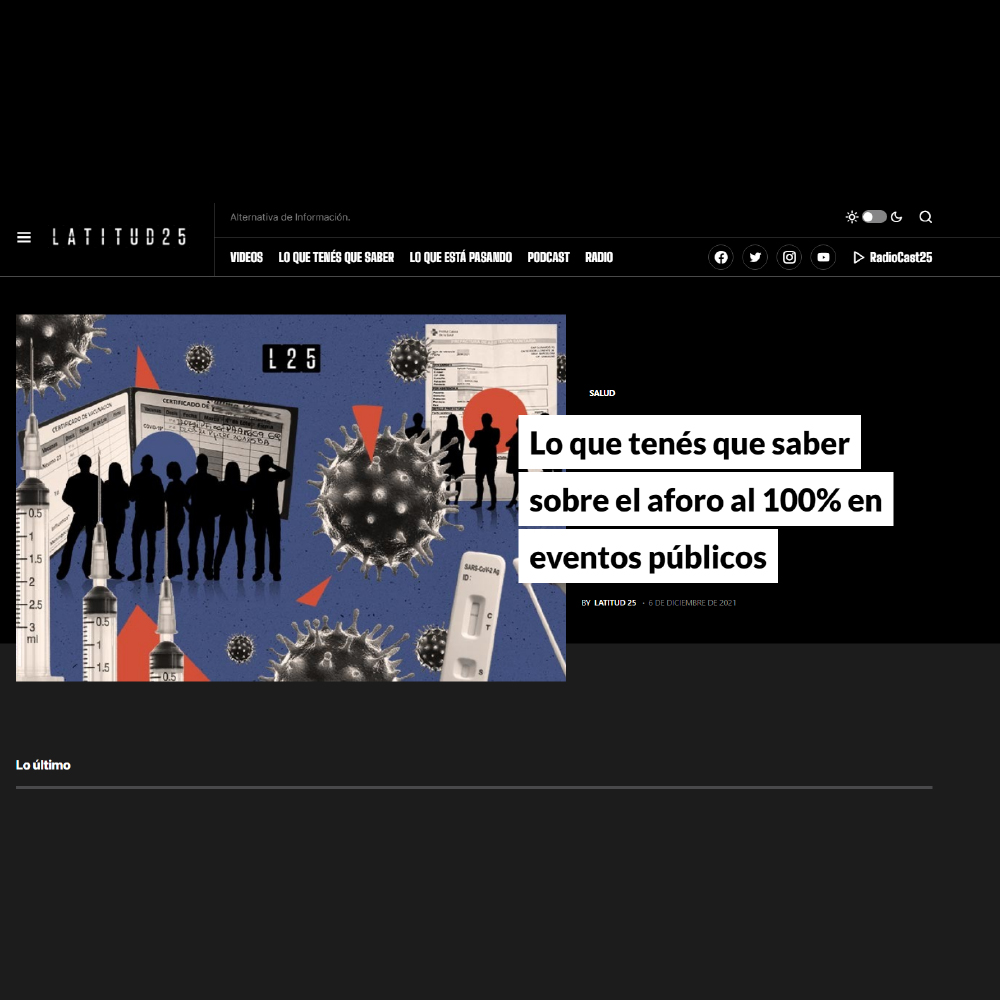 Alternativa de Información.
LATITUD25
VIDEOS LO QUE TENÉS QUE SABER LO QUE ESTÁ PASANDO PODCAST RADIO
RadioCast25
L25
CERTIFICADO DE VACUNACIÓN
CERTIFICADO DE
0.5
1
1.5
2
2.5
3
ml
0.5
1
1.5
0.5
SARS-CoV-2 Ag
ID:
C
T
S
SALUD
Lo que tenés que saber
sobre el aforo al 100% en
eventos públicos
BY LATITUD 25 · 6 DE DICIEMBRE DE 2021
Lo último